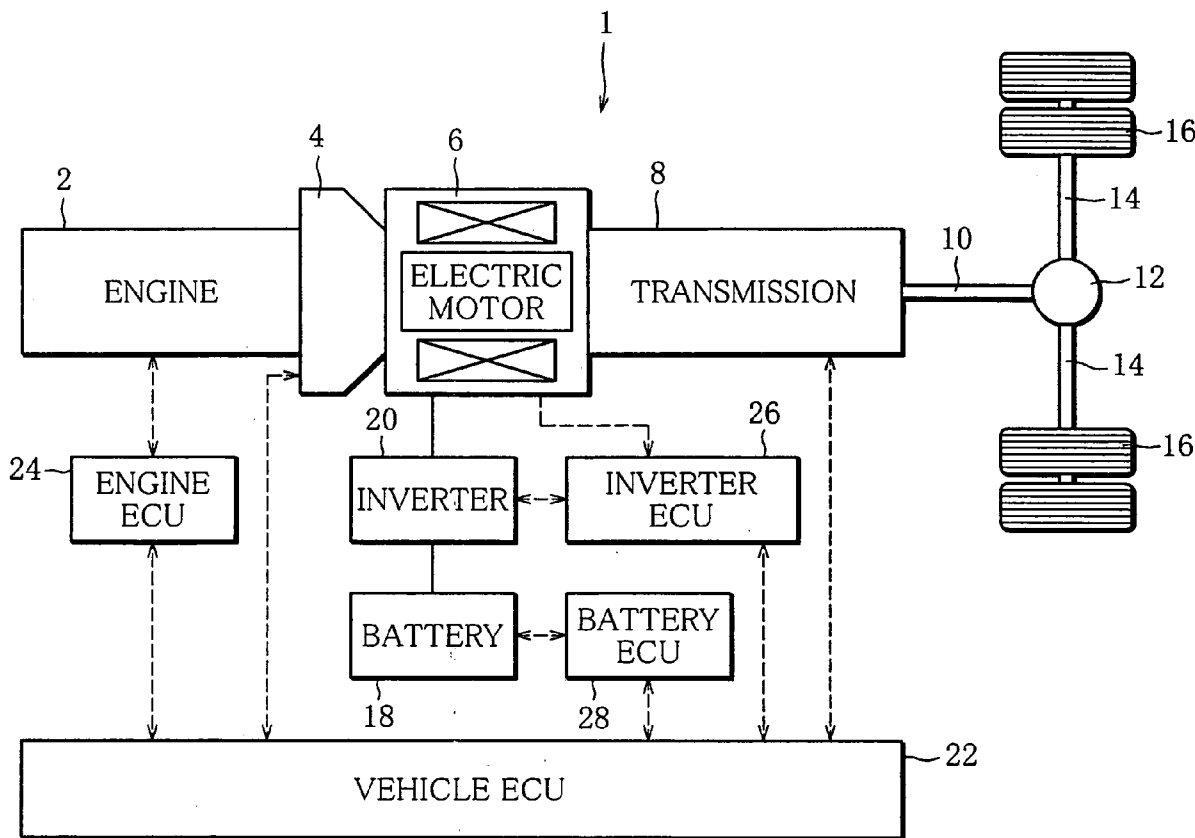 1
16
4
6
2
8
14
10
ENGINE
ELECTRIC
MOTOR
TRANSMISSION
12
14
20
26
16
24
ENGINE
ECU
INVERTER
INVERTER
ECU
BATTERY
BATTERY
ECU
18
28
22
VEHICLE ECU